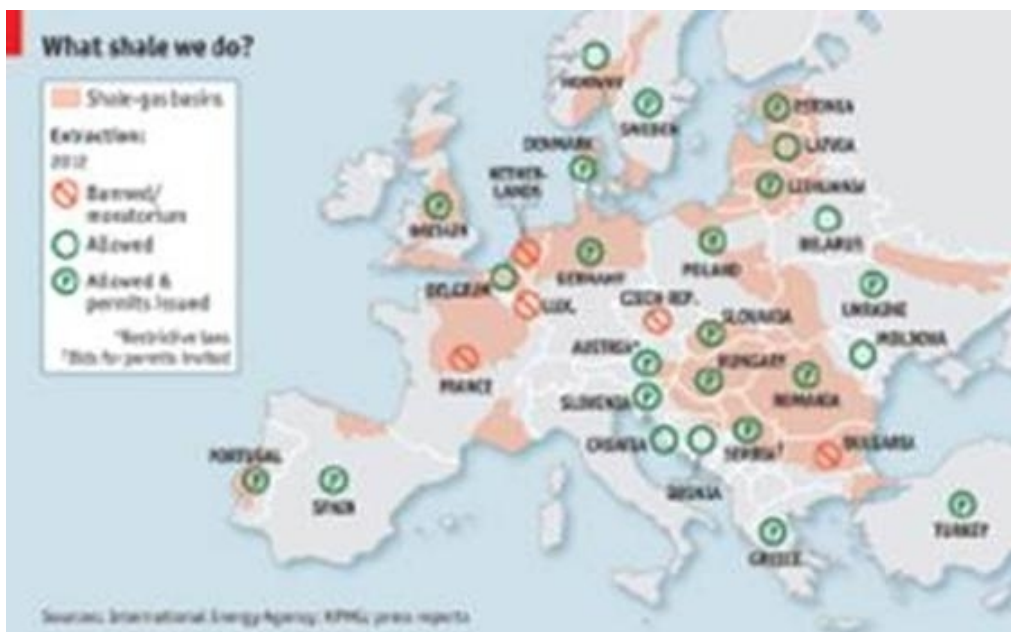 What shale we do?
Shale-gas basins
Extraction:
2012
Banned/
moratorium
Allowed
Allowed &
permits issued
*Restrictive laws
†Bids for permits invited
NORWAY
SWEDEN
ESTONIA
LATVIA
LITHUANIA
DENMARK
NETHER-
LANDS
BRITAIN
BELARUS
GERMANY
POLAND
BELGIUM
LUX.
CZECH REP.
UKRAINE
SLOVAKIA
MOLDOVA
AUSTRIA*
HUNGARY
FRANCE
ROMANIA
SLOVENIA
CROATIA
SERBIA†
BULGARIA
BOSNIA
PORTUGAL
SPAIN
GREECE
TURKEY
Sources: International Energy Agency; KPMG; press reports